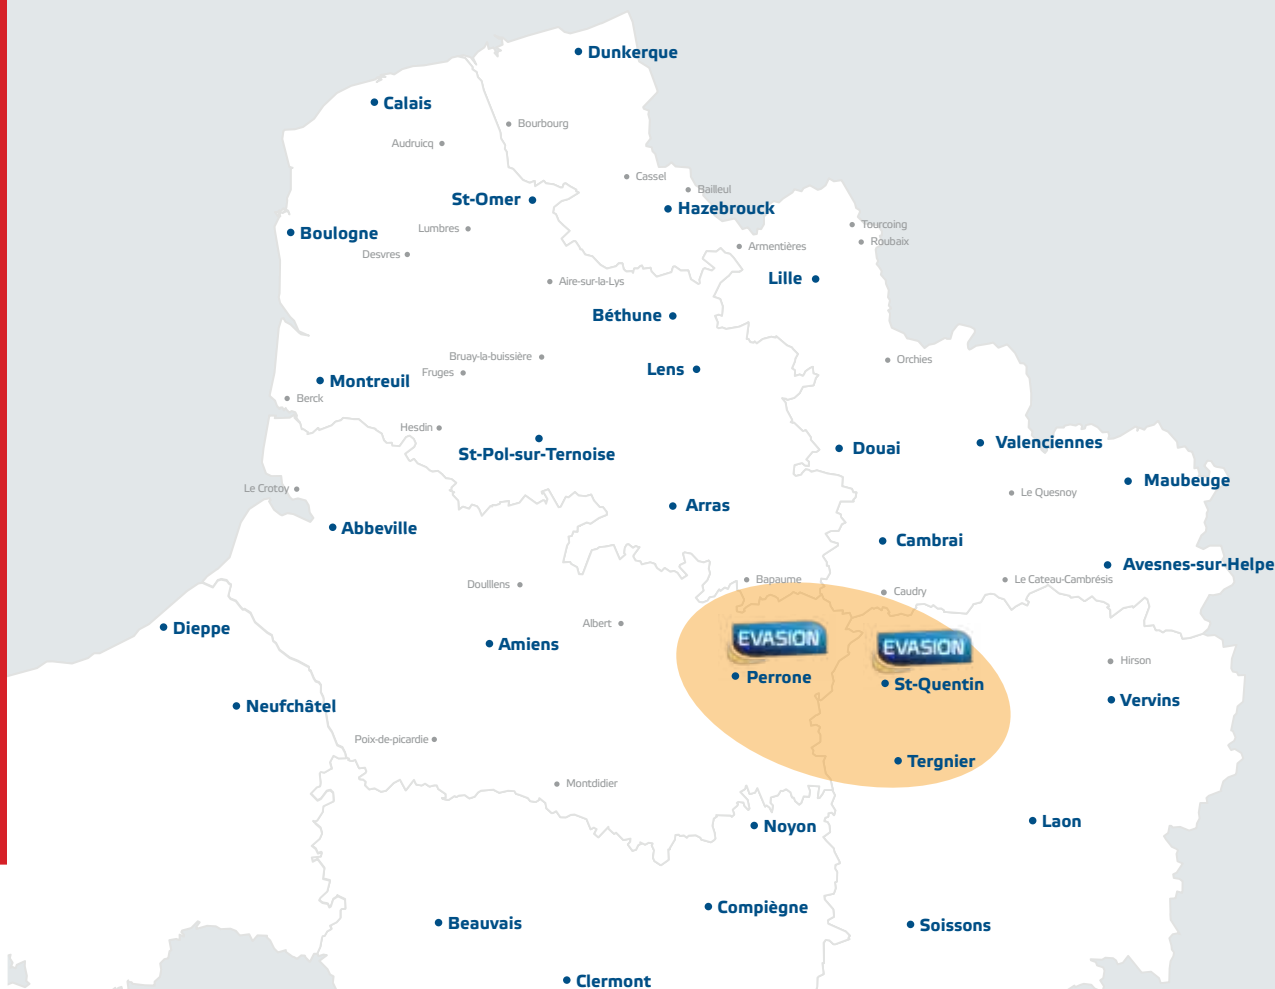 Dunkerque
Calais
Bourbourg
Audruicq
Cassel
Bailleul
St-Omer
Hazebrouck
Tourcoing
Lumbres
Boulogne
Roubaix
Armentières
Desvres
Lille
Aire-sur-la-Lys
Béthune
Bruay-la-buissière
Orchies
Lens
Fruges
Montreuil
Berck
Hesdin
Valenciennes
Douai
St-Pol-sur-Ternoise
Maubeuge
Le Crotoy
Le Quesnoy
Arras
Abbeville
Cambrai
Avesnes-sur-Helpe
Bapaume
Le Cateau-Cambrésis
Doulllens
Caudry
Albert
Dieppe
EVASION
Amiens
EVASION
Hirson
Perrone
St-Quentin
Vervins
Neufchâtel
Poix-de-picardie
Tergnier
Montdidier
Laon
Noyon
Compiègne
Beauvais
Soissons
Clermont